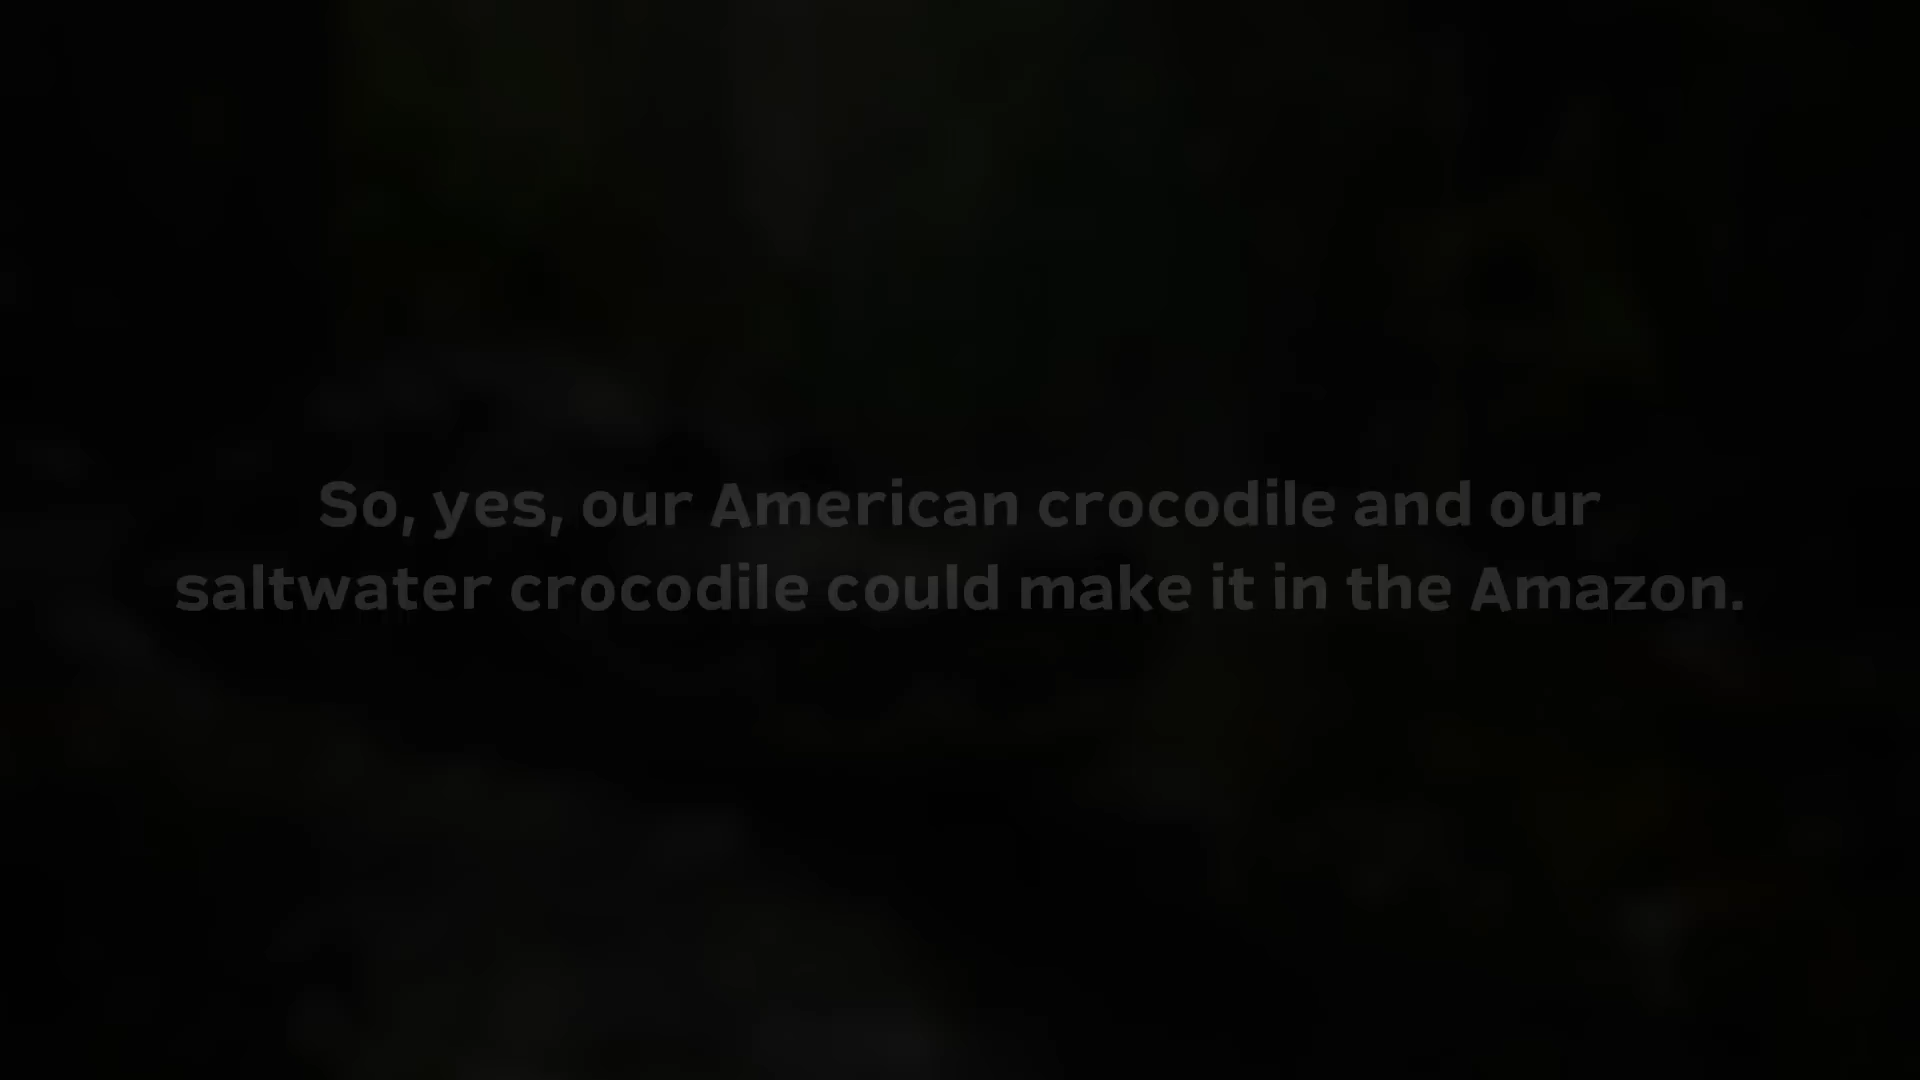 So, yes, our American crocodile and our
saltwater crocodile could make it in the Amazon.